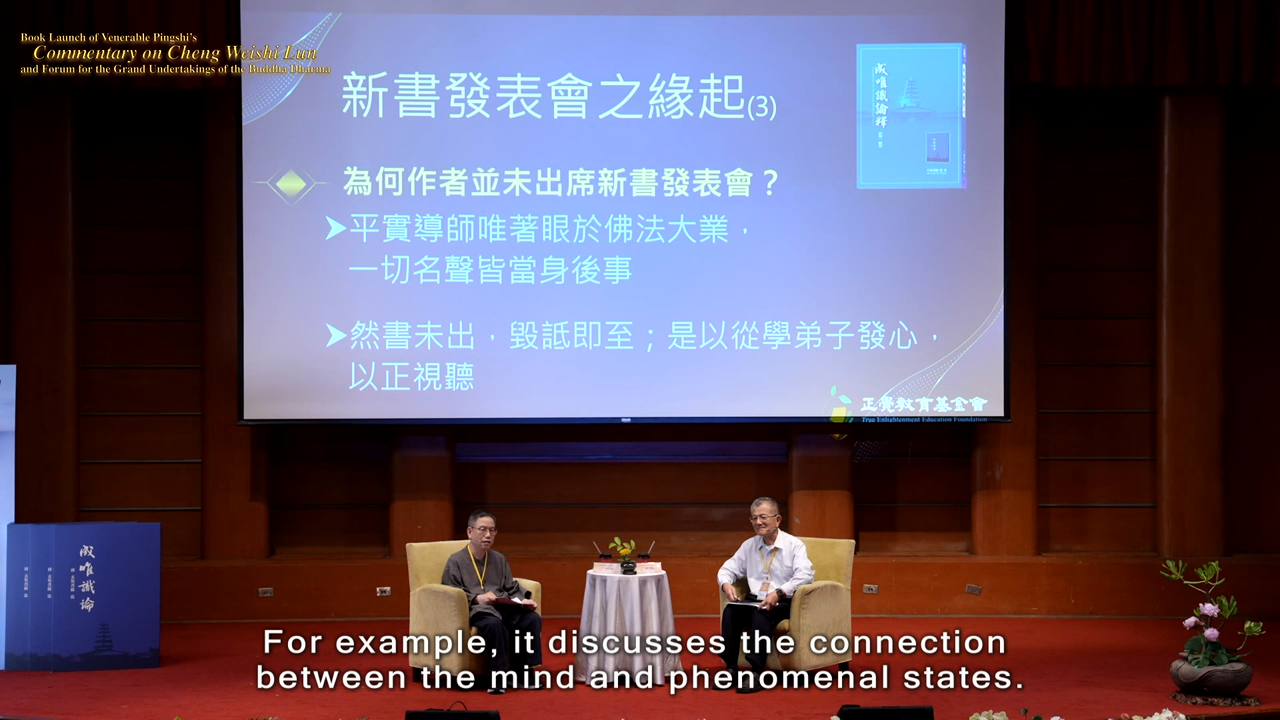 Book Launch of Venerable Pingshi's
Commentary on Cheng Weishi Lun
and Forum for the Grand Undertakings of the Buddha Dharma
新書發表會之緣起(3)
成唯識論釋
為何作者並未出席新書發表會？
➤平實導師唯著眼於佛法大業，
一切名聲皆當身後事
➤然書未出，毀詆即至；是以從學弟子發心，
以正視聽
正覺教育基金會
True Enlightenment Education Foundation
成唯識論
For example, it discusses the connection
between the mind and phenomenal states.